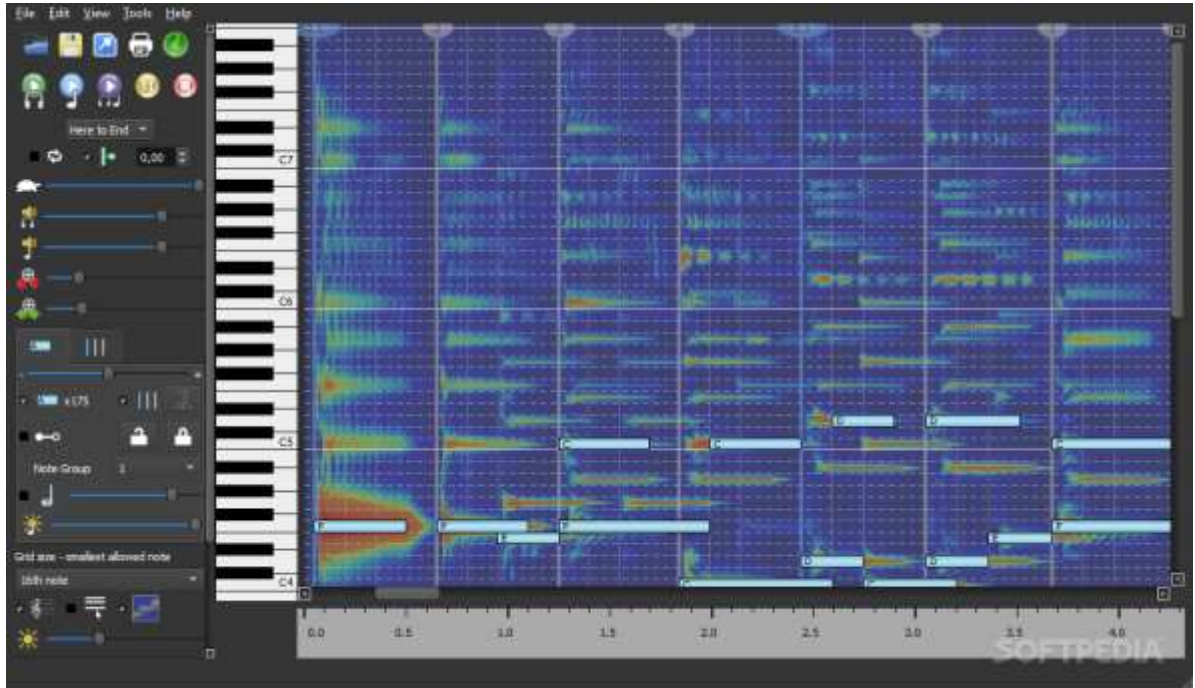 File Edit View Tools Help
Here to End
0,00
x 1.75
Note Group 1
Grid size - smallest allowed note
16th note
C7
C6
C5
C4
F F E F C C C D C D D D E C F
0.0 0.5 1.0 1.5 2.0 2.5 3.0 3.5 4.0
SOFTPEDIA